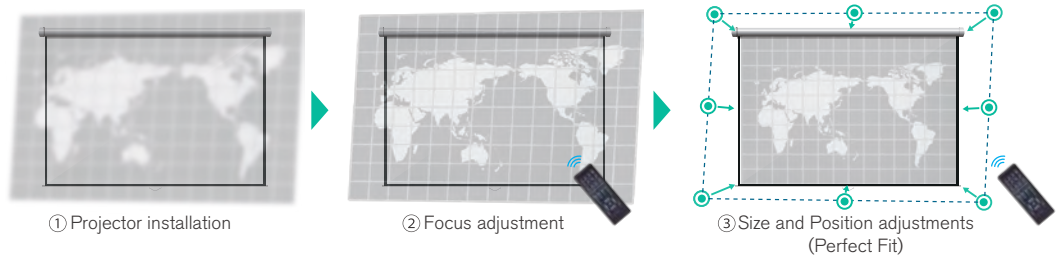 ① Projector installation
② Focus adjustment
③ Size and Position adjustments
(Perfect Fit)